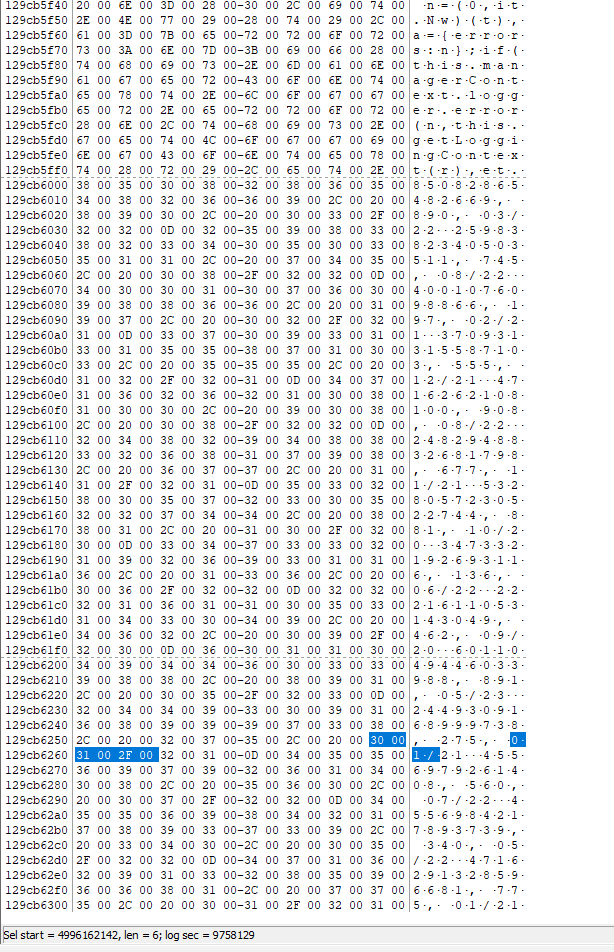 129cb5f40 20 00 6E 00 3D 00 28 00-30 00 2C 00 69 00 74 00 ·n·=·(·0·,·i·t·
129cb5f50 2E 00 4E 00 77 00 29 00-28 00 74 00 29 00 2C 00 .·N·w·)·(·t·)·,·
129cb5f60 61 00 3D 00 7B 00 65 00-72 00 72 00 6F 00 72 00 a·=·{·e·r·r·o·r·
129cb5f70 73 00 3A 00 6E 00 7D 00-3B 00 69 00 66 00 28 00 s·:·n·}·;·i·f·(·
129cb5f80 74 00 68 00 69 00 73 00-2E 00 6D 00 61 00 6E 00 t·h·i·s·.·m·a·n·
129cb5f90 61 00 67 00 65 00 72 00-43 00 6F 00 6E 00 74 00 a·g·e·r·C·o·n·t·
129cb5fa0 65 00 78 00 74 00 2E 00-6C 00 6F 00 67 00 67 00 e·x·t·.·l·o·g·g·
129cb5fb0 65 00 72 00 2E 00 65 00-72 00 72 00 6F 00 72 00 e·r·.·e·r·r·o·r·
129cb5fc0 28 00 6E 00 2C 00 74 00-68 00 69 00 73 00 2E 00 (·n·,·t·h·i·s·.·
129cb5fd0 67 00 65 00 74 00 4C 00-6F 00 67 00 67 00 69 00 g·e·t·L·o·g·g·i·
129cb5fe0 6E 00 67 00 43 00 6F 00-6E 00 74 00 65 00 78 00 n·g·C·o·n·t·e·x·
129cb5ff0 74 00 28 00 72 00 29 00-2C 00 65 00 74 00 2E 00 t·(·r·)·,·e·t·.·
129cb6000 38 00 35 00 30 00 38 00-32 00 38 00 36 00 35 00 8·5·0·8·2·8·6·5·
129cb6010 34 00 38 00 32 00 36 00-36 00 39 00 2C 00 20 00 4·8·2·6·6·9·,· ·
129cb6020 38 00 39 00 30 00 2C 00-20 00 30 00 33 00 2F 00 8·9·0·,· ·0·3·/·
129cb6030 32 00 32 00 0D 00 32 00-35 00 39 00 38 00 33 00 2·2···2·5·9·8·3·
129cb6040 38 00 32 00 33 00 34 00-30 00 35 00 30 00 33 00 8·2·3·4·0·5·0·3·
129cb6050 35 00 31 00 31 00 2C 00-20 00 37 00 34 00 35 00 5·1·1·,· ·7·4·5·
129cb6060 2C 00 20 00 30 00 38 00-2F 00 32 00 32 00 0D 00 ,· ·0·8·/·2·2···
129cb6070 34 00 30 00 30 00 31 00-30 00 37 00 36 00 30 00 4·0·0·1·0·7·6·0·
129cb6080 39 00 38 00 38 00 36 00-36 00 2C 00 20 00 31 00 9·8·8·6·6·,· ·1·
129cb6090 39 00 37 00 2C 00 20 00-30 00 32 00 2F 00 32 00 9·7·,· ·0·2·/·2·
129cb60a0 31 00 0D 00 33 00 37 00-30 00 39 00 33 00 31 00 1···3·7·0·9·3·1·
129cb60b0 33 00 31 00 35 00 35 00-38 00 37 00 31 00 30 00 3·1·5·5·8·7·1·0·
129cb60c0 33 00 2C 00 20 00 35 00-35 00 35 00 2C 00 20 00 3·,· ·5·5·5·,· ·
129cb60d0 31 00 32 00 2F 00 32 00-31 00 0D 00 34 00 37 00 1·2·/·2·1···4·7·
129cb60e0 31 00 36 00 32 00 36 00-32 00 31 00 30 00 38 00 1·6·2·6·2·1·0·8·
129cb60f0 31 00 30 00 30 00 2C 00-20 00 39 00 30 00 38 00 1·0·0·,· ·9·0·8·
129cb6100 2C 00 20 00 30 00 38 00-2F 00 32 00 32 00 0D 00 ,· ·0·8·/·2·2···
129cb6110 32 00 34 00 38 00 32 00-39 00 34 00 38 00 38 00 2·4·8·2·9·4·8·8·
129cb6120 33 00 32 00 36 00 38 00-31 00 37 00 39 00 38 00 3·2·6·8·1·7·9·8·
129cb6130 2C 00 20 00 36 00 37 00-37 00 2C 00 20 00 31 00 ,· ·6·7·7·,· ·1·
129cb6140 31 00 2F 00 32 00 31 00-0D 00 35 00 33 00 32 00 1·/·2·1···5·3·2·
129cb6150 38 00 30 00 35 00 37 00-32 00 33 00 30 00 35 00 8·0·5·7·2·3·0·5·
129cb6160 32 00 32 00 37 00 34 00-34 00 2C 00 20 00 38 00 2·2·7·4·4·,· ·8·
129cb6170 38 00 31 00 2C 00 20 00-31 00 30 00 2F 00 32 00 8·1·,· ·1·0·/·2·
129cb6180 30 00 0D 00 33 00 34 00-37 00 33 00 33 00 32 00 0···3·4·7·3·3·2·
129cb6190 31 00 39 00 32 00 36 00-39 00 33 00 31 00 31 00 1·9·2·6·9·3·1·1·
129cb61a0 36 00 2C 00 20 00 31 00-33 00 36 00 2C 00 20 00 6·,· ·1·3·6·,· ·
129cb61b0 30 00 36 00 2F 00 32 00-32 00 0D 00 32 00 32 00 0·6·/·2·2···2·2·
129cb61c0 32 00 31 00 36 00 31 00-31 00 30 00 35 00 33 00 2·1·6·1·1·0·5·3·
129cb61d0 31 00 34 00 33 00 30 00-34 00 39 00 2C 00 20 00 1·4·3·0·4·9·,· ·
129cb61e0 34 00 36 00 32 00 2C 00-20 00 30 00 39 00 2F 00 4·6·2·,· ·0·9·/·
129cb61f0 32 00 30 00 0D 00 36 00-30 00 31 00 31 00 30 00 2·0···6·0·1·1·0·
129cb6200 34 00 39 00 34 00 34 00-36 00 30 00 33 00 33 00 4·9·4·4·6·0·3·3·
129cb6210 39 00 38 00 38 00 2C 00-20 00 38 00 39 00 31 00 9·8·8·,· ·8·9·1·
129cb6220 2C 00 20 00 30 00 35 00-2F 00 32 00 33 00 0D 00 ,· ·0·5·/·2·3···
129cb6230 32 00 34 00 34 00 39 00-33 00 30 00 39 00 31 00 2·4·4·9·3·0·9·1·
129cb6240 36 00 38 00 39 00 39 00-39 00 37 00 33 00 38 00 6·8·9·9·9·7·3·8·
129cb6250 2C 00 20 00 32 00 37 00-35 00 2C 00 20 00 30 00 ,· ·2·7·5·,· ·0·
129cb6260 31 00 2F 00 32 00 31 00-0D 00 34 00 35 00 35 00 1·/·2·1···4·5·5·
129cb6270 36 00 39 00 37 00 39 00-32 00 36 00 31 00 34 00 6·9·7·9·2·6·1·4·
129cb6280 30 00 38 00 2C 00 20 00-35 00 36 00 30 00 2C 00 0·8·,· ·5·6·0·,·
129cb6290 20 00 30 00 37 00 2F 00-32 00 32 00 0D 00 34 00 ·0·7·/·2·2···4·
129cb62a0 35 00 35 00 36 00 39 00-38 00 34 00 32 00 31 00 5·5·6·9·8·4·2·1·
129cb62b0 37 00 38 00 39 00 33 00-37 00 33 00 39 00 2C 00 7·8·9·3·7·3·9·,·
129cb62c0 20 00 33 00 34 00 30 00-2C 00 20 00 30 00 35 00 ·3·4·0·,· ·0·5·
129cb62d0 2F 00 32 00 32 00 0D 00-34 00 37 00 31 00 36 00 /·2·2···4·7·1·6·
129cb62e0 32 00 39 00 31 00 33 00-32 00 38 00 35 00 39 00 2·9·1·3·2·8·5·9·
129cb62f0 36 00 36 00 38 00 31 00-2C 00 20 00 37 00 37 00 6·6·8·1·,· ·7·7·
129cb6300 35 00 2C 00 20 00 30 00-31 00 2F 00 32 00 31 00 5·,· ·0·1·/·2·1·
Sel start = 4996162142, len = 6; log sec = 9758129